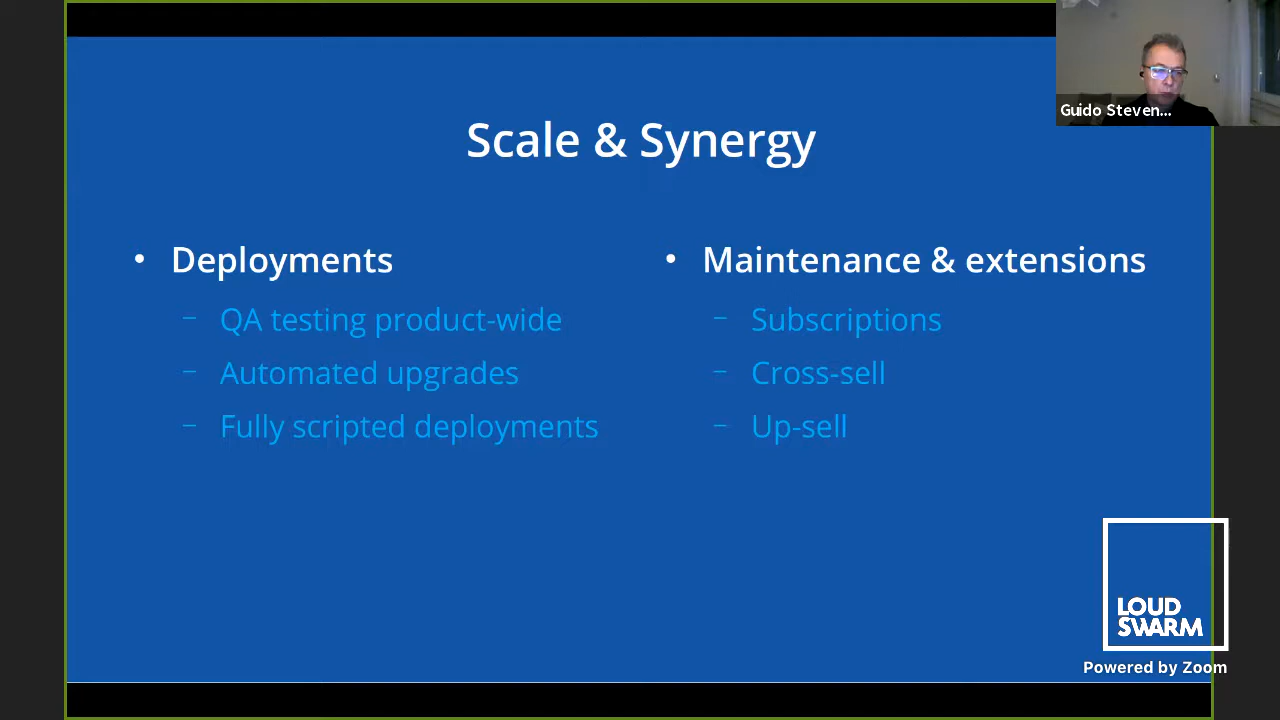 Scale & Synergy
• Deployments
– QA testing product-wide
– Automated upgrades
– Fully scripted deployments
• Maintenance & extensions
– Subscriptions
– Cross-sell
– Up-sell
Guido Steven...
LOUD
SWARM
Powered by Zoom